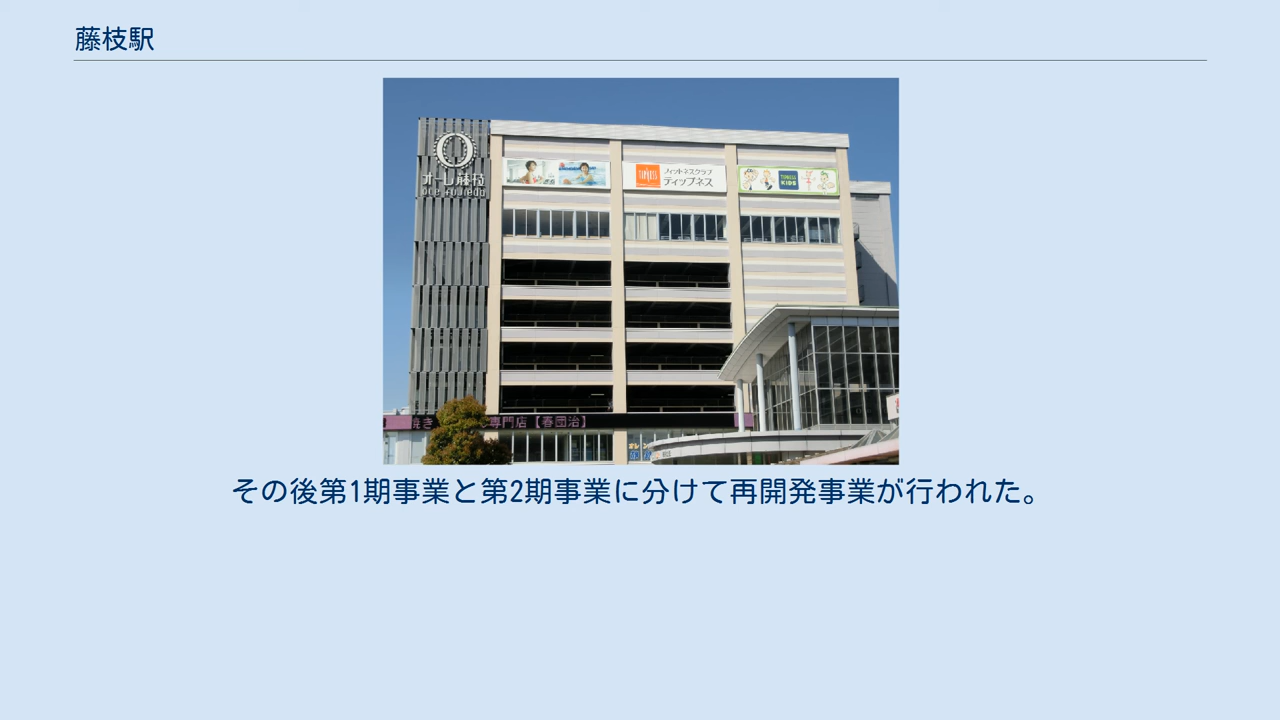 藤枝駅
オーレ藤枝
ore fujieda
TIPNESS
フィットネスクラブ
ティップネス
TIPNESS
KIDS
専門店【春団治】
その後第1期事業と第2期事業に分けて再開発事業が行われた。